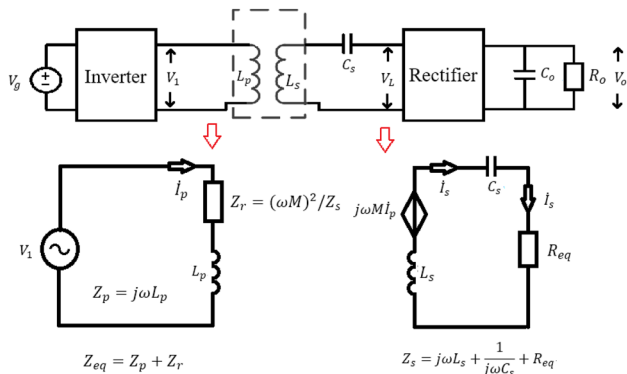 V_g
Inverter
V_1
L_p
L_s
C_s
V_L
Rectifier
C_o
R_o
V_o
V_1
İ_p
Z_r = (ωM)²/Z_s
L_p
Z_p = jωL_p
Z_eq = Z_p + Z_r
jωMİ_p
İ_s
C_s
İ_s
L_s
R_eq
Z_s = jωL_s + 1/(jωC_s) + R_eq